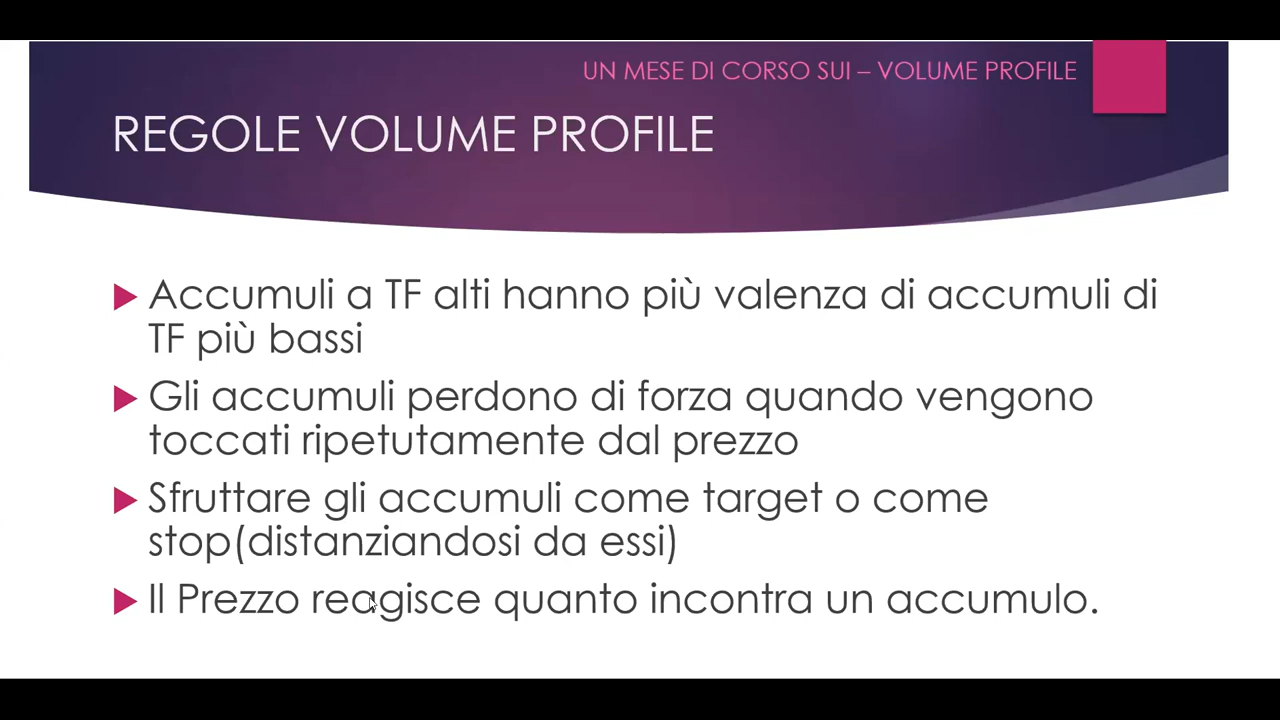 UN MESE DI CORSO SUI – VOLUME PROFILE
REGOLE VOLUME PROFILE
Accumuli a TF alti hanno più valenza di accumuli di
TF più bassi
Gli accumuli perdono di forza quando vengono
toccati ripetutamente dal prezzo
Sfruttare gli accumuli come target o come
stop(distanziandosi da essi)
Il Prezzo reagisce quanto incontra un accumulo.